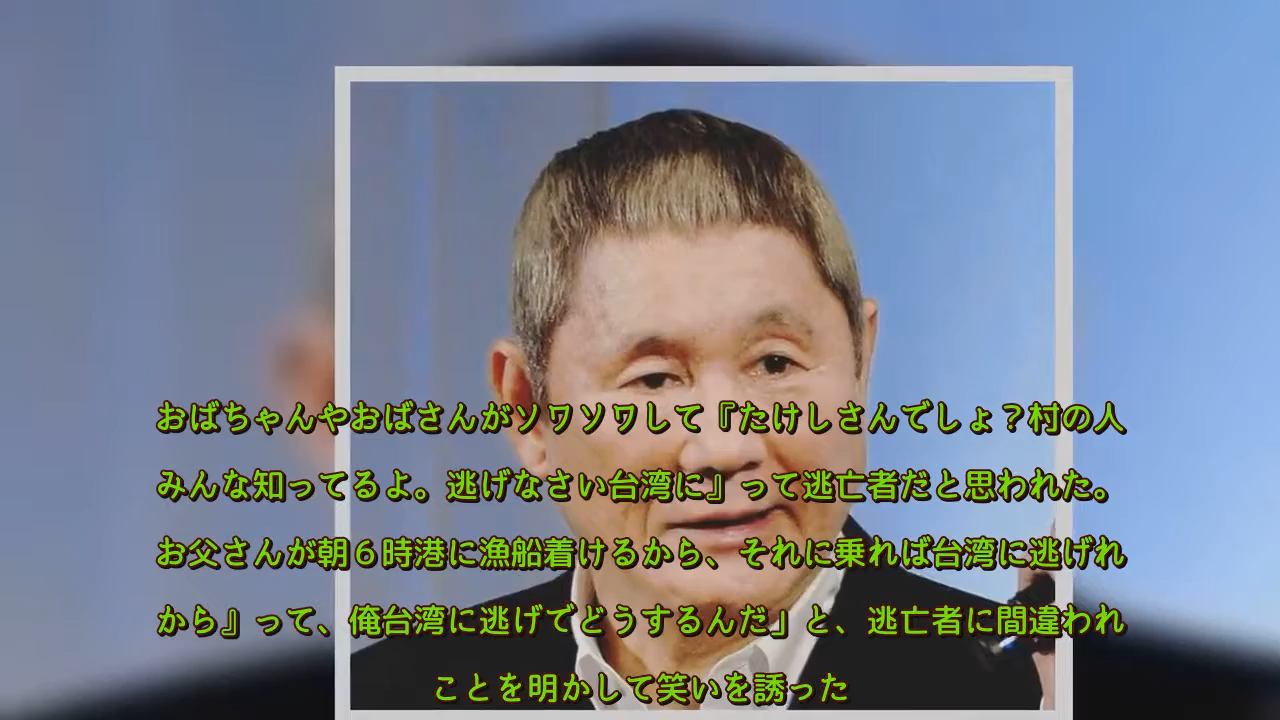 おばちゃんやおばさんがソワソワして『たけしさんでしょ？村の人
みんな知ってるよ。逃げなさい台湾に』って逃亡者だと思われた。
お父さんが朝６時港に漁船着けるから、それに乗れば台湾に逃げれ
から』って、俺台湾に逃げでどうするんだ」と、逃亡者に間違われ
ことを明かして笑いを誘った